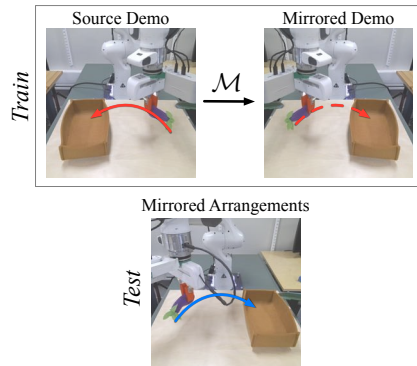 Source Demo
Mirrored Demo
Train
M
Mirrored Arrangements
Test